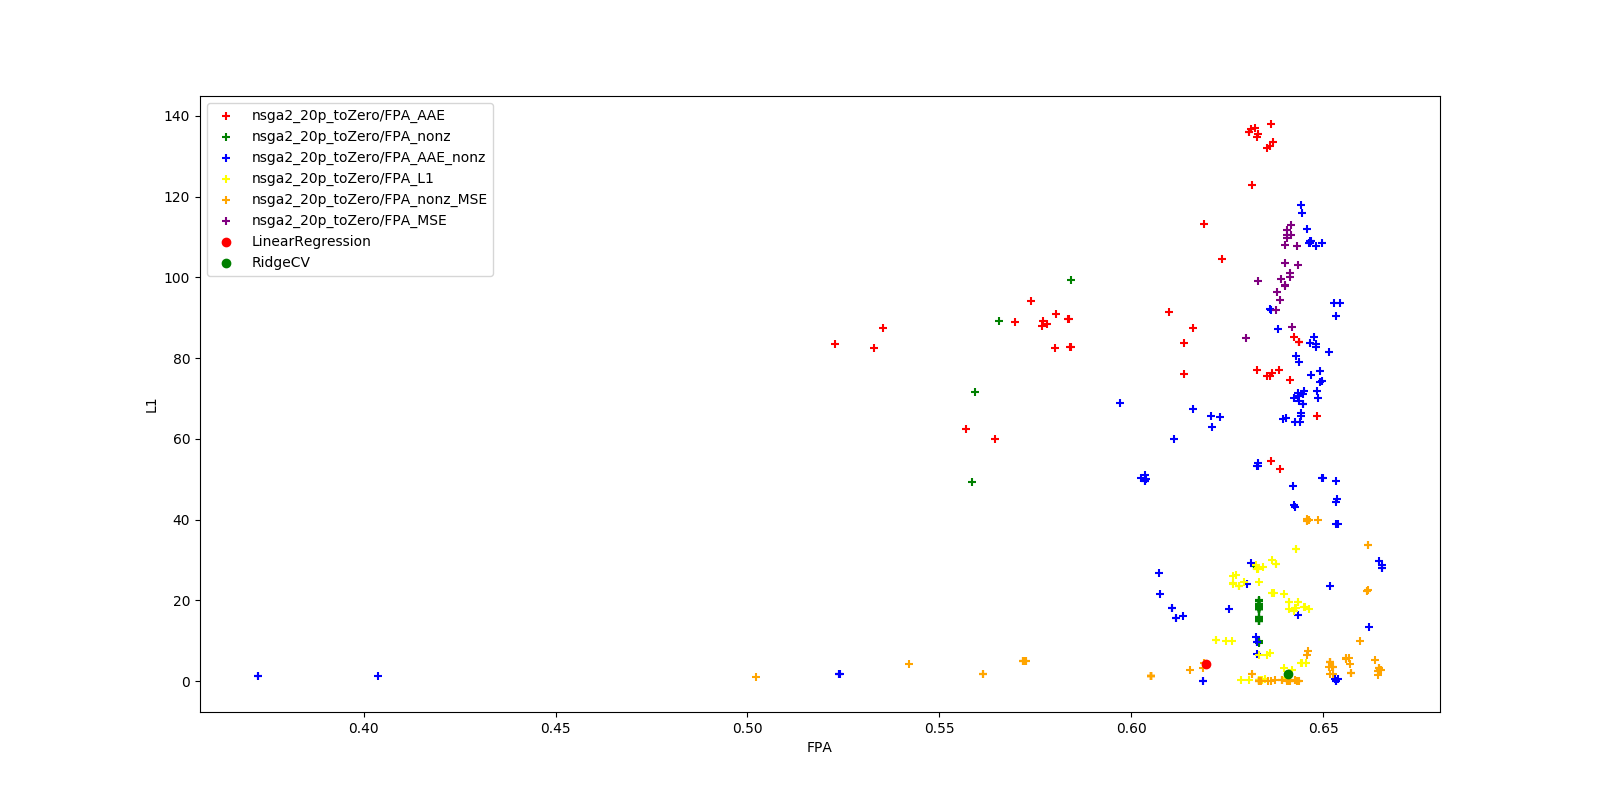 140
120
100
80
60
40
20
0
L1
nsga2_20p_toZero/FPA_AAE
nsga2_20p_toZero/FPA_nonz
nsga2_20p_toZero/FPA_AAE_nonz
nsga2_20p_toZero/FPA_L1
nsga2_20p_toZero/FPA_nonz_MSE
nsga2_20p_toZero/FPA_MSE
LinearRegression
RidgeCV
0.40 0.45 0.50 0.55 0.60 0.65
FPA